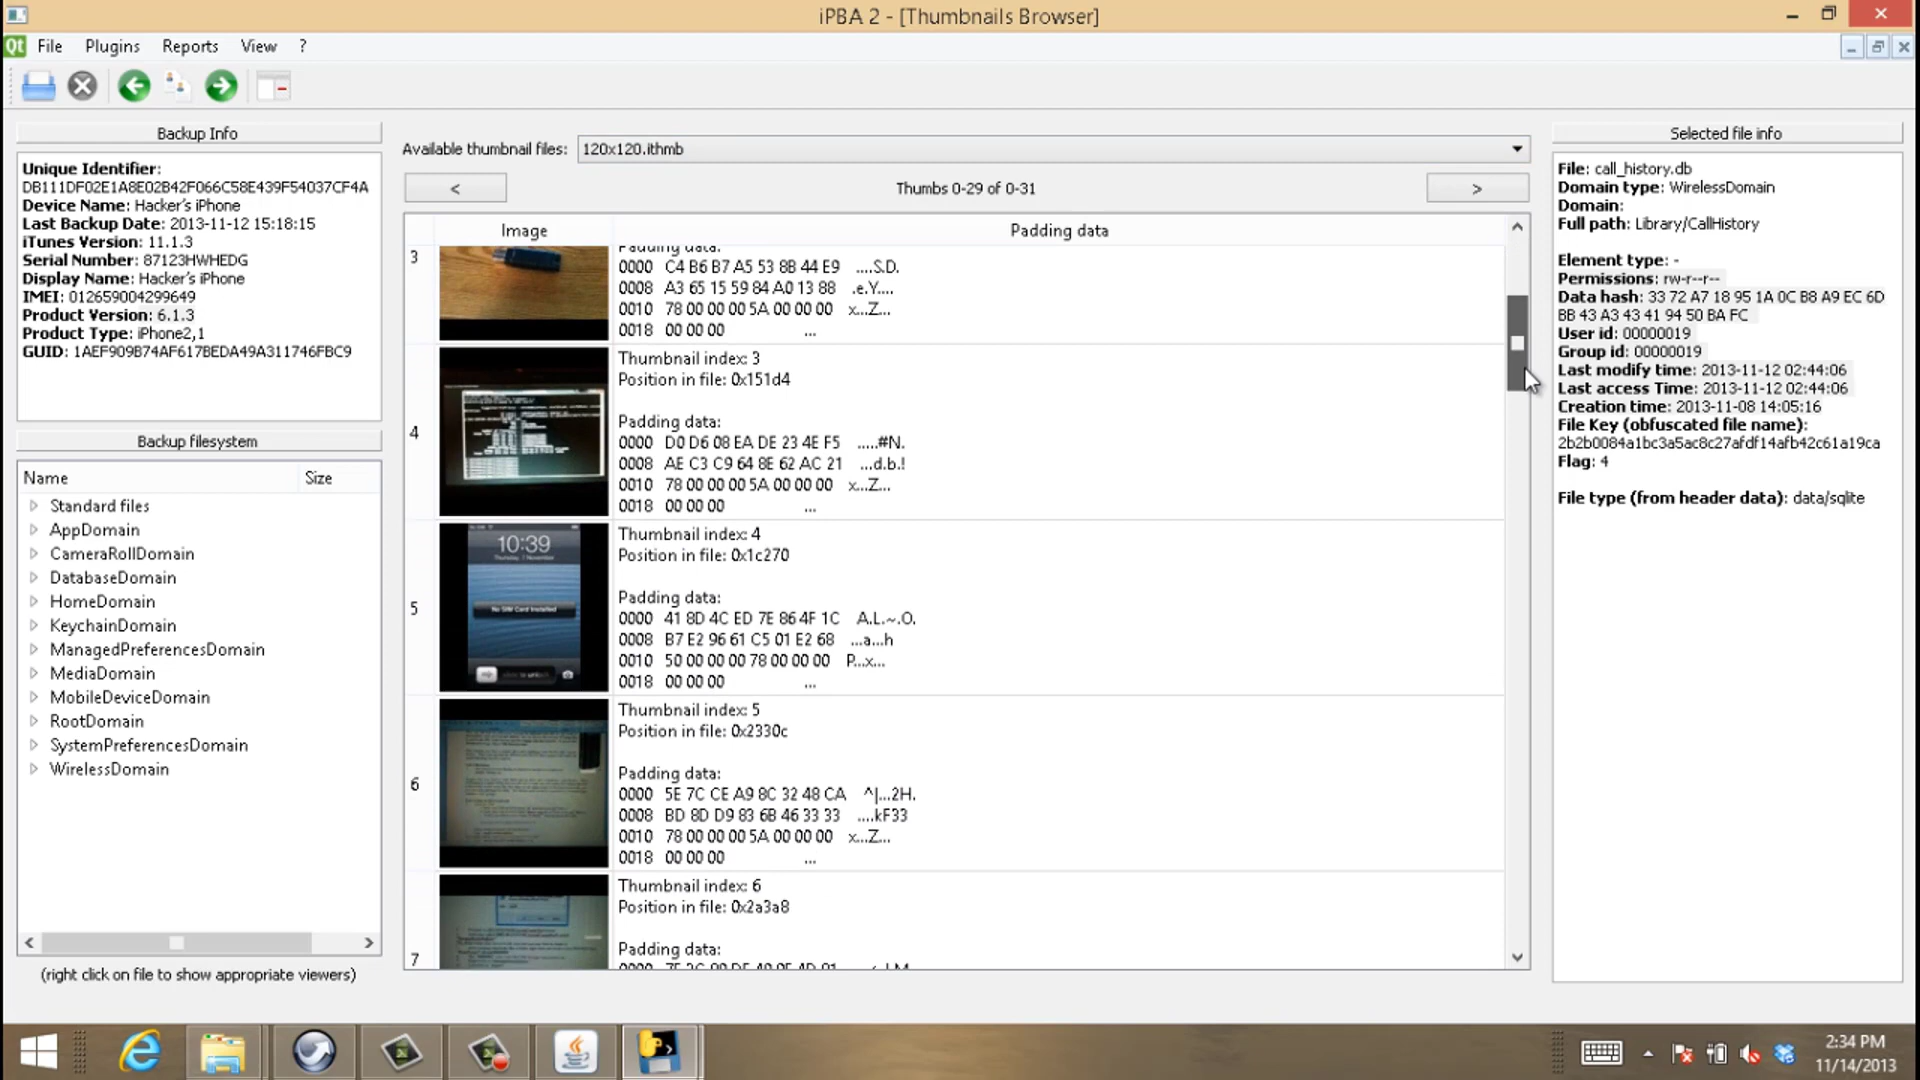 iPBA 2 - [Thumbnails Browser]
File Plugins Reports View ?
Backup Info
Unique Identifier:
DB111DF02E1A8E02B42F066C58E439F54037CF4A
Device Name: Hacker's iPhone
Last Backup Date: 2013-11-12 15:18:15
iTunes Version: 11.1.3
Serial Number: 87123HWHEDG
Display Name: Hacker's iPhone
IMEI: 012659004299649
Product Version: 6.1.3
Product Type: iPhone2,1
GUID: 1AEF909B74AF617BEDA49A311746FBC9
Backup filesystem
Name Size
Standard files
AppDomain
CameraRollDomain
DatabaseDomain
HomeDomain
KeychainDomain
ManagedPreferencesDomain
MediaDomain
MobileDeviceDomain
RootDomain
SystemPreferencesDomain
WirelessDomain
(right click on file to show appropriate viewers)
Available thumbnail files: 120x120.ithmb
< Thumbs 0-29 of 0-31 >
Image Padding data
3
Padding data:
0000 C4 B6 B7 A5 53 8B 44 E9 ....S.D.
0008 A3 65 15 59 84 A0 13 88 .e.Y....
0010 78 00 00 00 5A 00 00 00 x...Z...
0018 00 00 00 ...
4
Thumbnail index: 3
Position in file: 0x151d4
Padding data:
0000 D0 D6 08 EA DE 23 4E F5 .....#N.
0008 AE C3 C9 64 8E 62 AC 21 ...d.b.!
0010 78 00 00 00 5A 00 00 00 x...Z...
0018 00 00 00 ...
5
10:39
Thursday, 7 November
No SIM Card Installed
Thumbnail index: 4
Position in file: 0x1c270
Padding data:
0000 41 8D 4C ED 7E 86 4F 1C A.L.~.O.
0008 B7 E2 96 61 C5 01 E2 68 ...a...h
0010 50 00 00 00 78 00 00 00 P...x...
0018 00 00 00 ...
6
Thumbnail index: 5
Position in file: 0x2330c
Padding data:
0000 5E 7C CE A9 8C 32 48 CA ^|...2H.
0008 BD 8D D9 83 6B 46 33 33 ....kF33
0010 78 00 00 00 5A 00 00 00 x...Z...
0018 00 00 00 ...
7
Thumbnail index: 6
Position in file: 0x2a3a8
Padding data:
Selected file info
File: call_history.db
Domain type: WirelessDomain
Domain:
Full path: Library/CallHistory
Element type: -
Permissions: rw-r--r--
Data hash: 33 72 A7 18 95 1A 0C B8 A9 EC 6D
BB 43 A3 43 41 94 50 BA FC
User id: 00000019
Group id: 00000019
Last modify time: 2013-11-12 02:44:06
Last access Time: 2013-11-12 02:44:06
Creation time: 2013-11-08 14:05:16
File Key (obfuscated file name):
2b2b0084a1bc3a5ac8c27afdf14afb42c61a19ca
Flag: 4
File type (from header data): data/sqlite
2:34 PM
11/14/2013